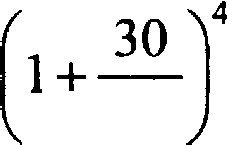 (1 + 30/ )^4